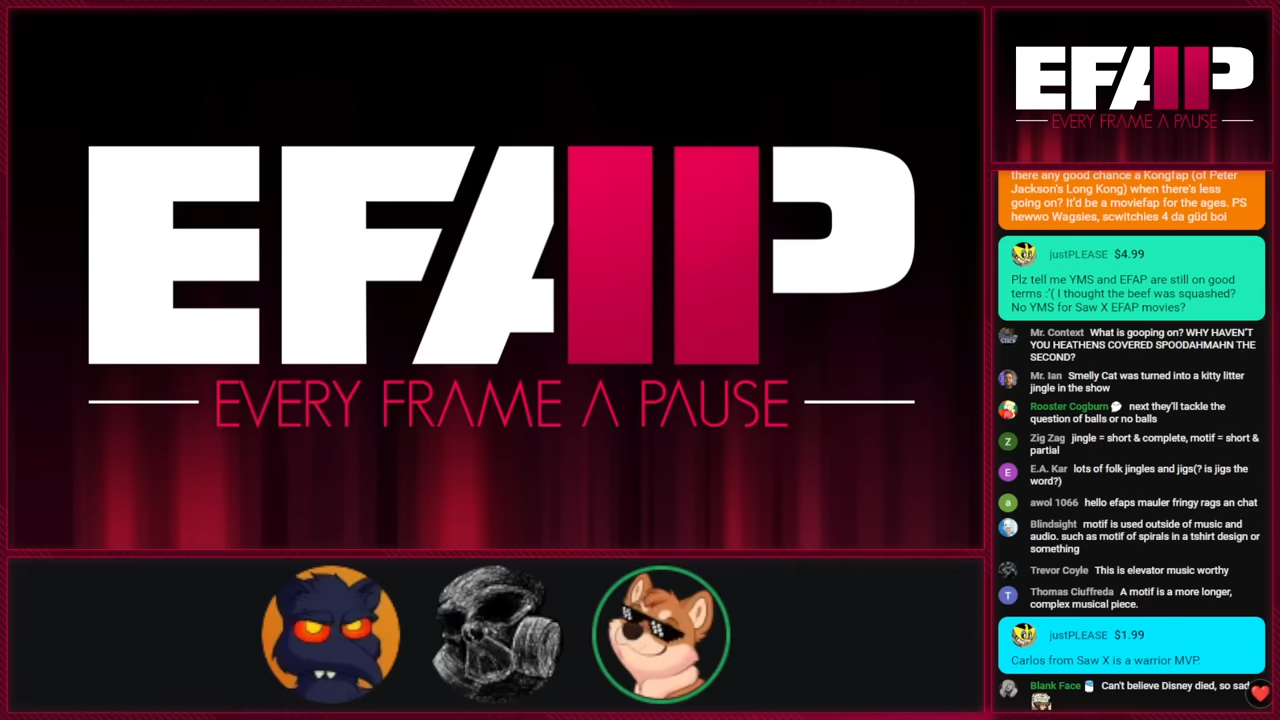 EFAP
EVERY FRAME A PAUSE
EFAP
EVERY FRAME A PAUSE
there any good chance a Kongfap (of Peter
Jackson's Long Kong) when there's less
going on? It'd be a moviefap for the ages. PS
hewwo Wagsies, scwitchies 4 da güd boi
justPLEASE $4.99
Plz tell me YMS and EFAP are still on good
terms :'( I thought the beef was squashed?
No YMS for Saw X EFAP movies?
Mr. Context What is gooping on? WHY HAVEN'T
YOU HEATHENS COVERED SPOODAHMAHN THE
SECOND?
Mr. Ian Smelly Cat was turned into a kitty litter
jingle in the show
Rooster Cogburn next they'll tackle the
question of balls or no balls
Z Zig Zag jingle = short & complete, motif = short &
partial
E E.A. Kar lots of folk jingles and jigs(? is jigs the
word?)
a awol 1066 hello efaps mauler fringy rags an chat
Blindsight motif is used outside of music and
audio. such as motif of spirals in a tshirt design or
something
Trevor Coyle This is elevator music worthy
T Thomas Ciuffreda A motif is a more longer,
complex musical piece.
justPLEASE $1.99
Carlos from Saw X is a warrior MVP.
Blank Face Can't believe Disney died, so sad